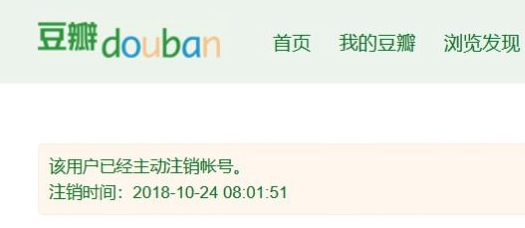 豆瓣douban 首页 我的豆瓣 浏览发现
该用户已经主动注销帐号。
注销时间：2018-10-24 08:01:51